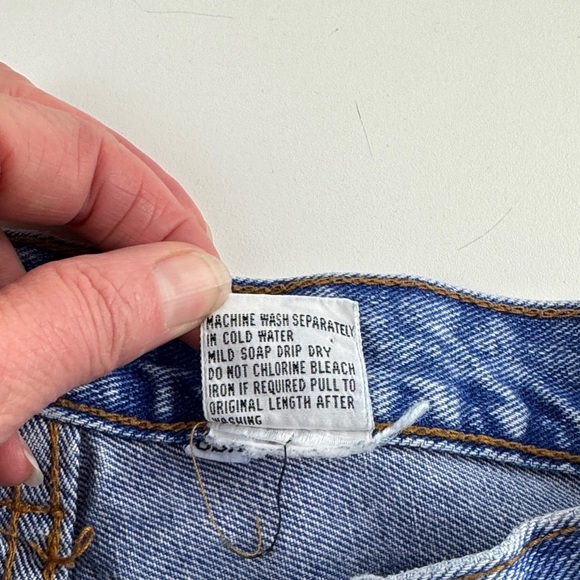 MACHINE WASH SEPARATELY
IN COLD WATER
MILD SOAP DRIP DRY
DO NOT CHLORINE BLEACH
IRON IF REQUIRED PULL TO
ORIGINAL LENGTH AFTER
WASHING